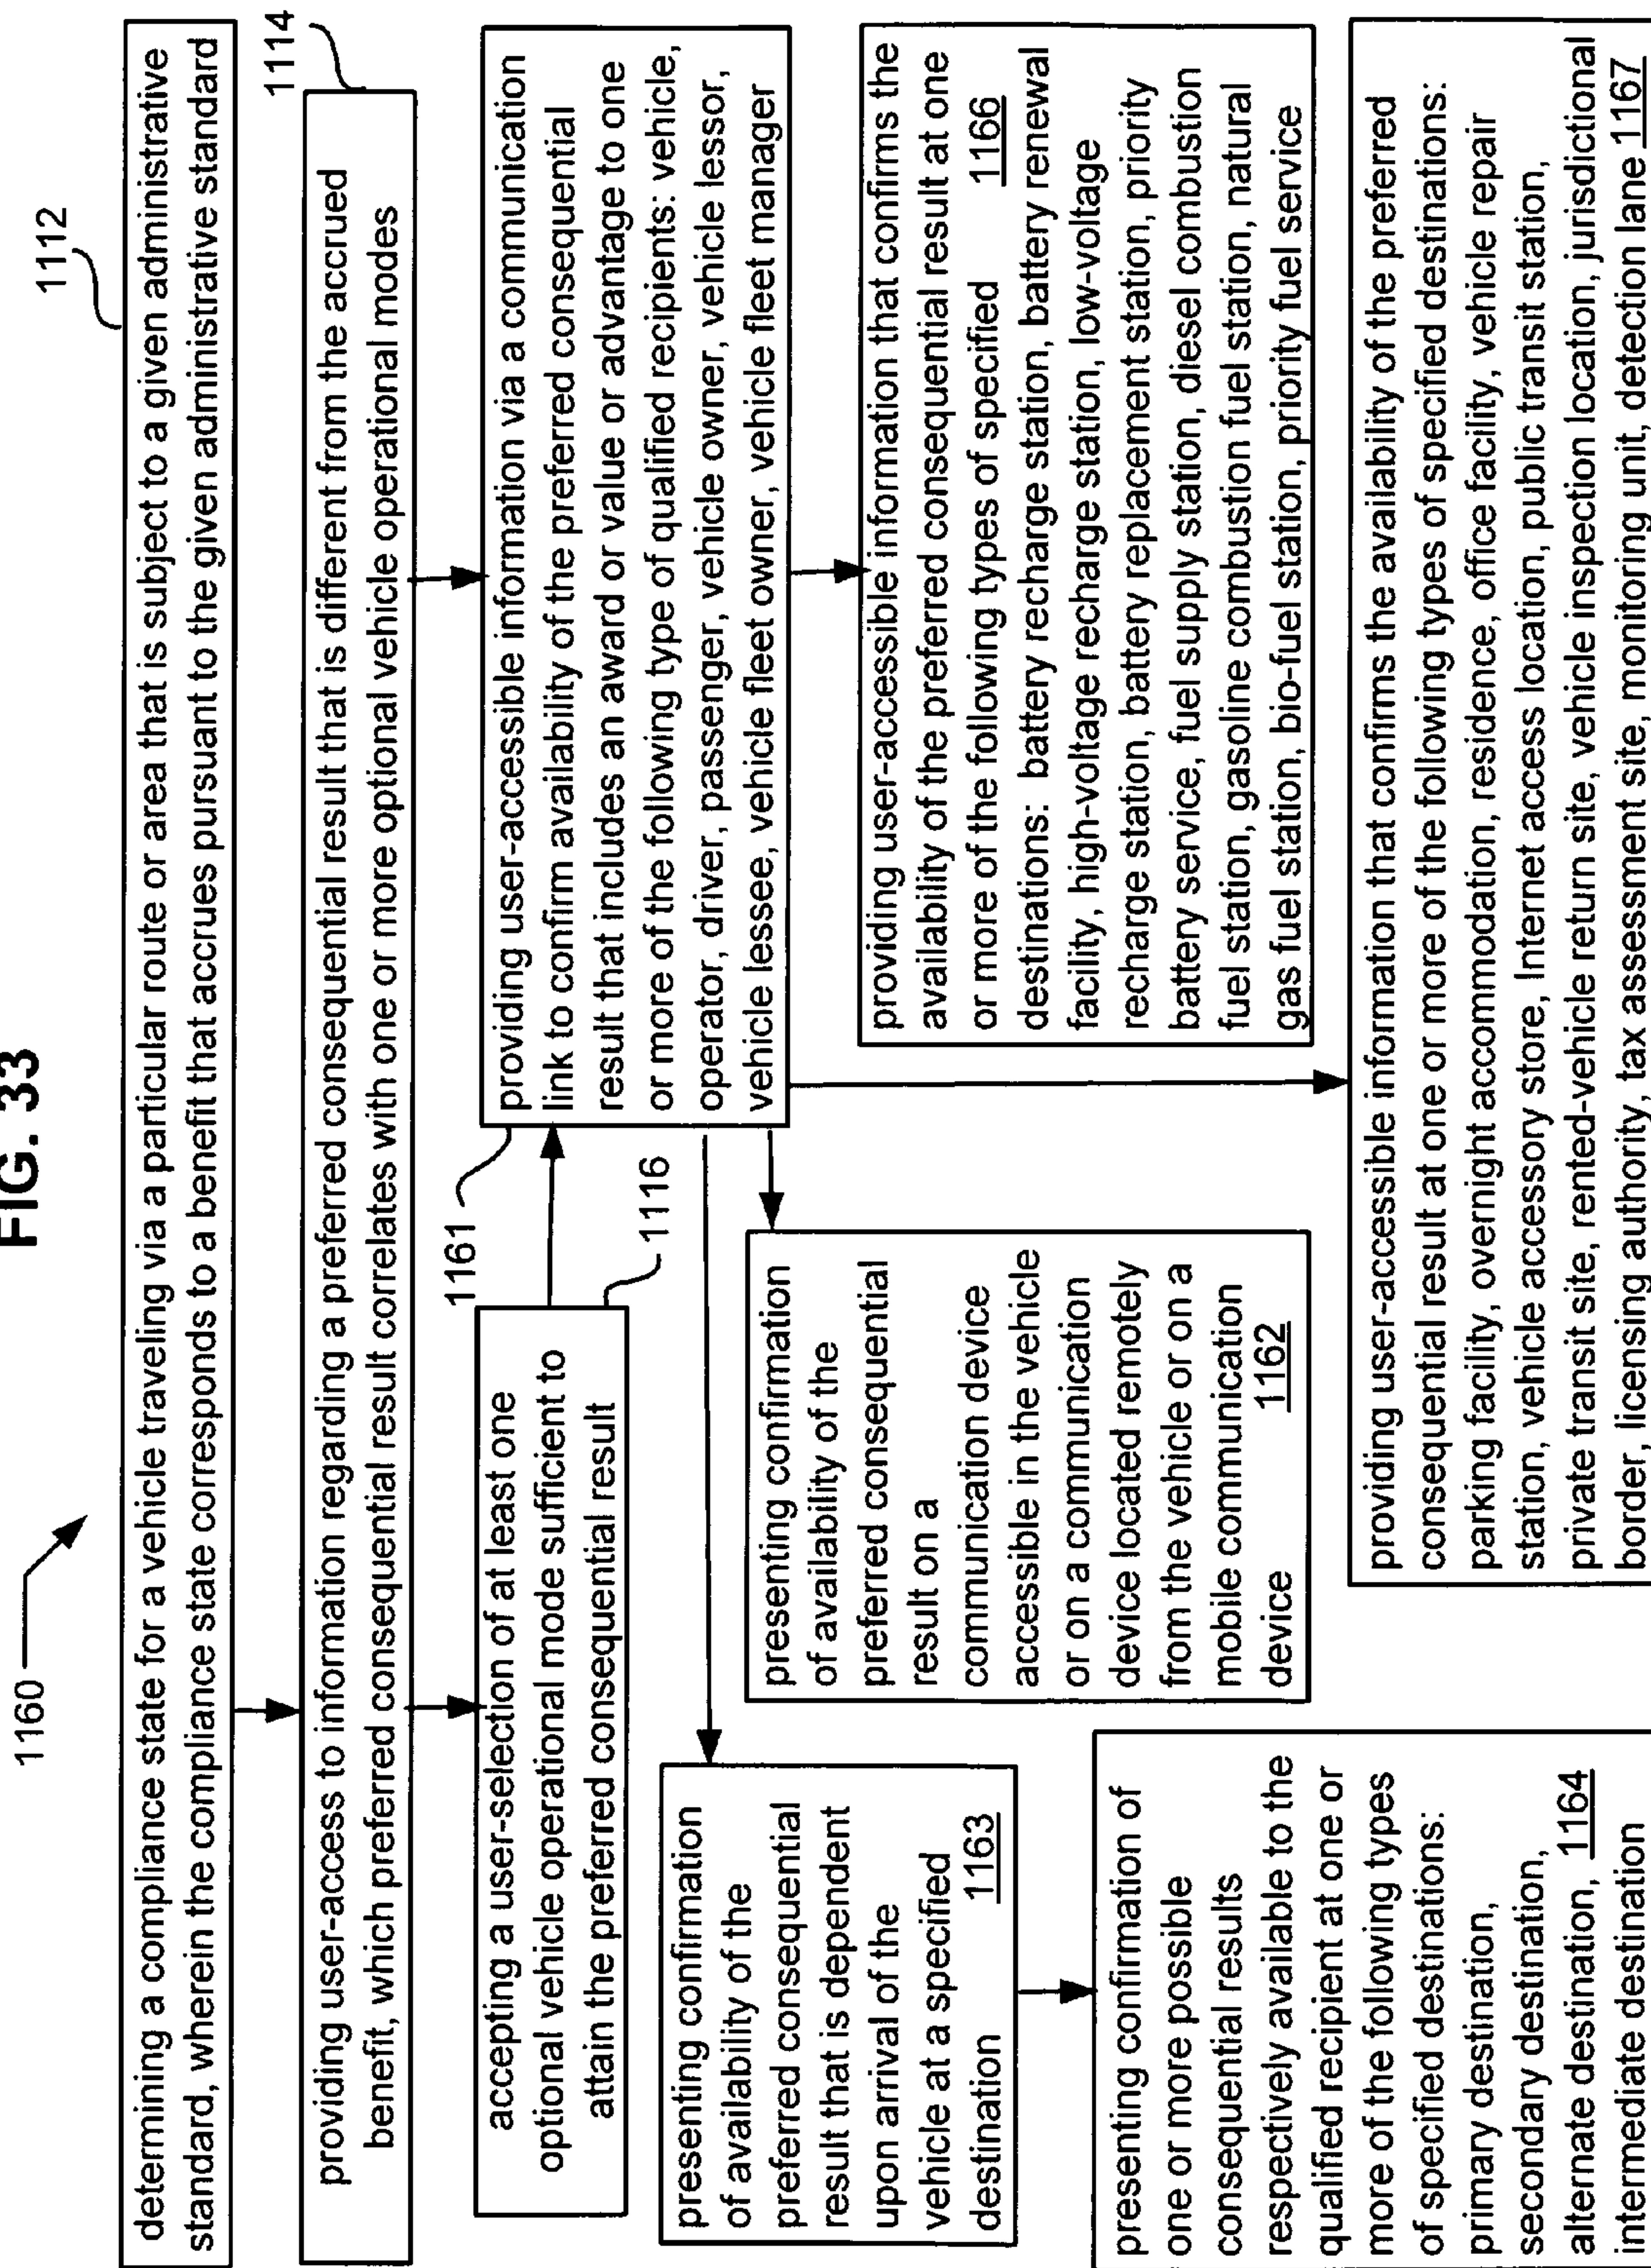 FIG. 33
1160
1112
determining a compliance state for a vehicle traveling via a particular route or area that is subject to a given administrative
standard, wherein the compliance state corresponds to a benefit that accrues pursuant to the given administrative standard
1114
providing user-access to information regarding a preferred consequential result that is different from the accrued
benefit, which preferred consequential result correlates with one or more optional vehicle operational modes
1161
providing user-accessible information via a communication
link to confirm availability of the preferred consequential
result that includes an award or value or advantage to one
or more of the following type of qualified recipients: vehicle,
operator, driver, passenger, vehicle owner, vehicle lessor,
vehicle lessee, vehicle fleet owner, vehicle fleet manager
accepting a user-selection of at least one
optional vehicle operational mode sufficient to
attain the preferred consequential result
1116
presenting confirmation
of availability of the
preferred consequential
result that is dependent
upon arrival of the
vehicle at a specified
destination 1163
presenting confirmation
of availability of the
preferred consequential
result on a
communication device
accessible in the vehicle
or on a communication
device located remotely
from the vehicle or on a
mobile communication
device 1162
providing user-accessible information that confirms the
availability of the preferred consequential result at one
or more of the following types of specified 1166
destinations: battery recharge station, battery renewal
facility, high-voltage recharge station, low-voltage
recharge station, battery replacement station, priority
battery service, fuel supply station, diesel combustion
fuel station, gasoline combustion fuel station, natural
gas fuel station, bio-fuel station, priority fuel service
presenting confirmation of
one or more possible
consequential results
respectively available to the
qualified recipient at one or
more of the following types
of specified destinations:
primary destination,
secondary destination,
alternate destination, 1164
intermediate destination
providing user-accessible information that confirms the availability of the preferred
consequential result at one or more of the following types of specified destinations:
parking facility, overnight accommodation, residence, office facility, vehicle repair
station, vehicle accessory store, Internet access location, public transit station,
private transit site, rented-vehicle return site, vehicle inspection location, jurisdictional
border, licensing authority, tax assessment site, monitoring unit, detection lane 1167